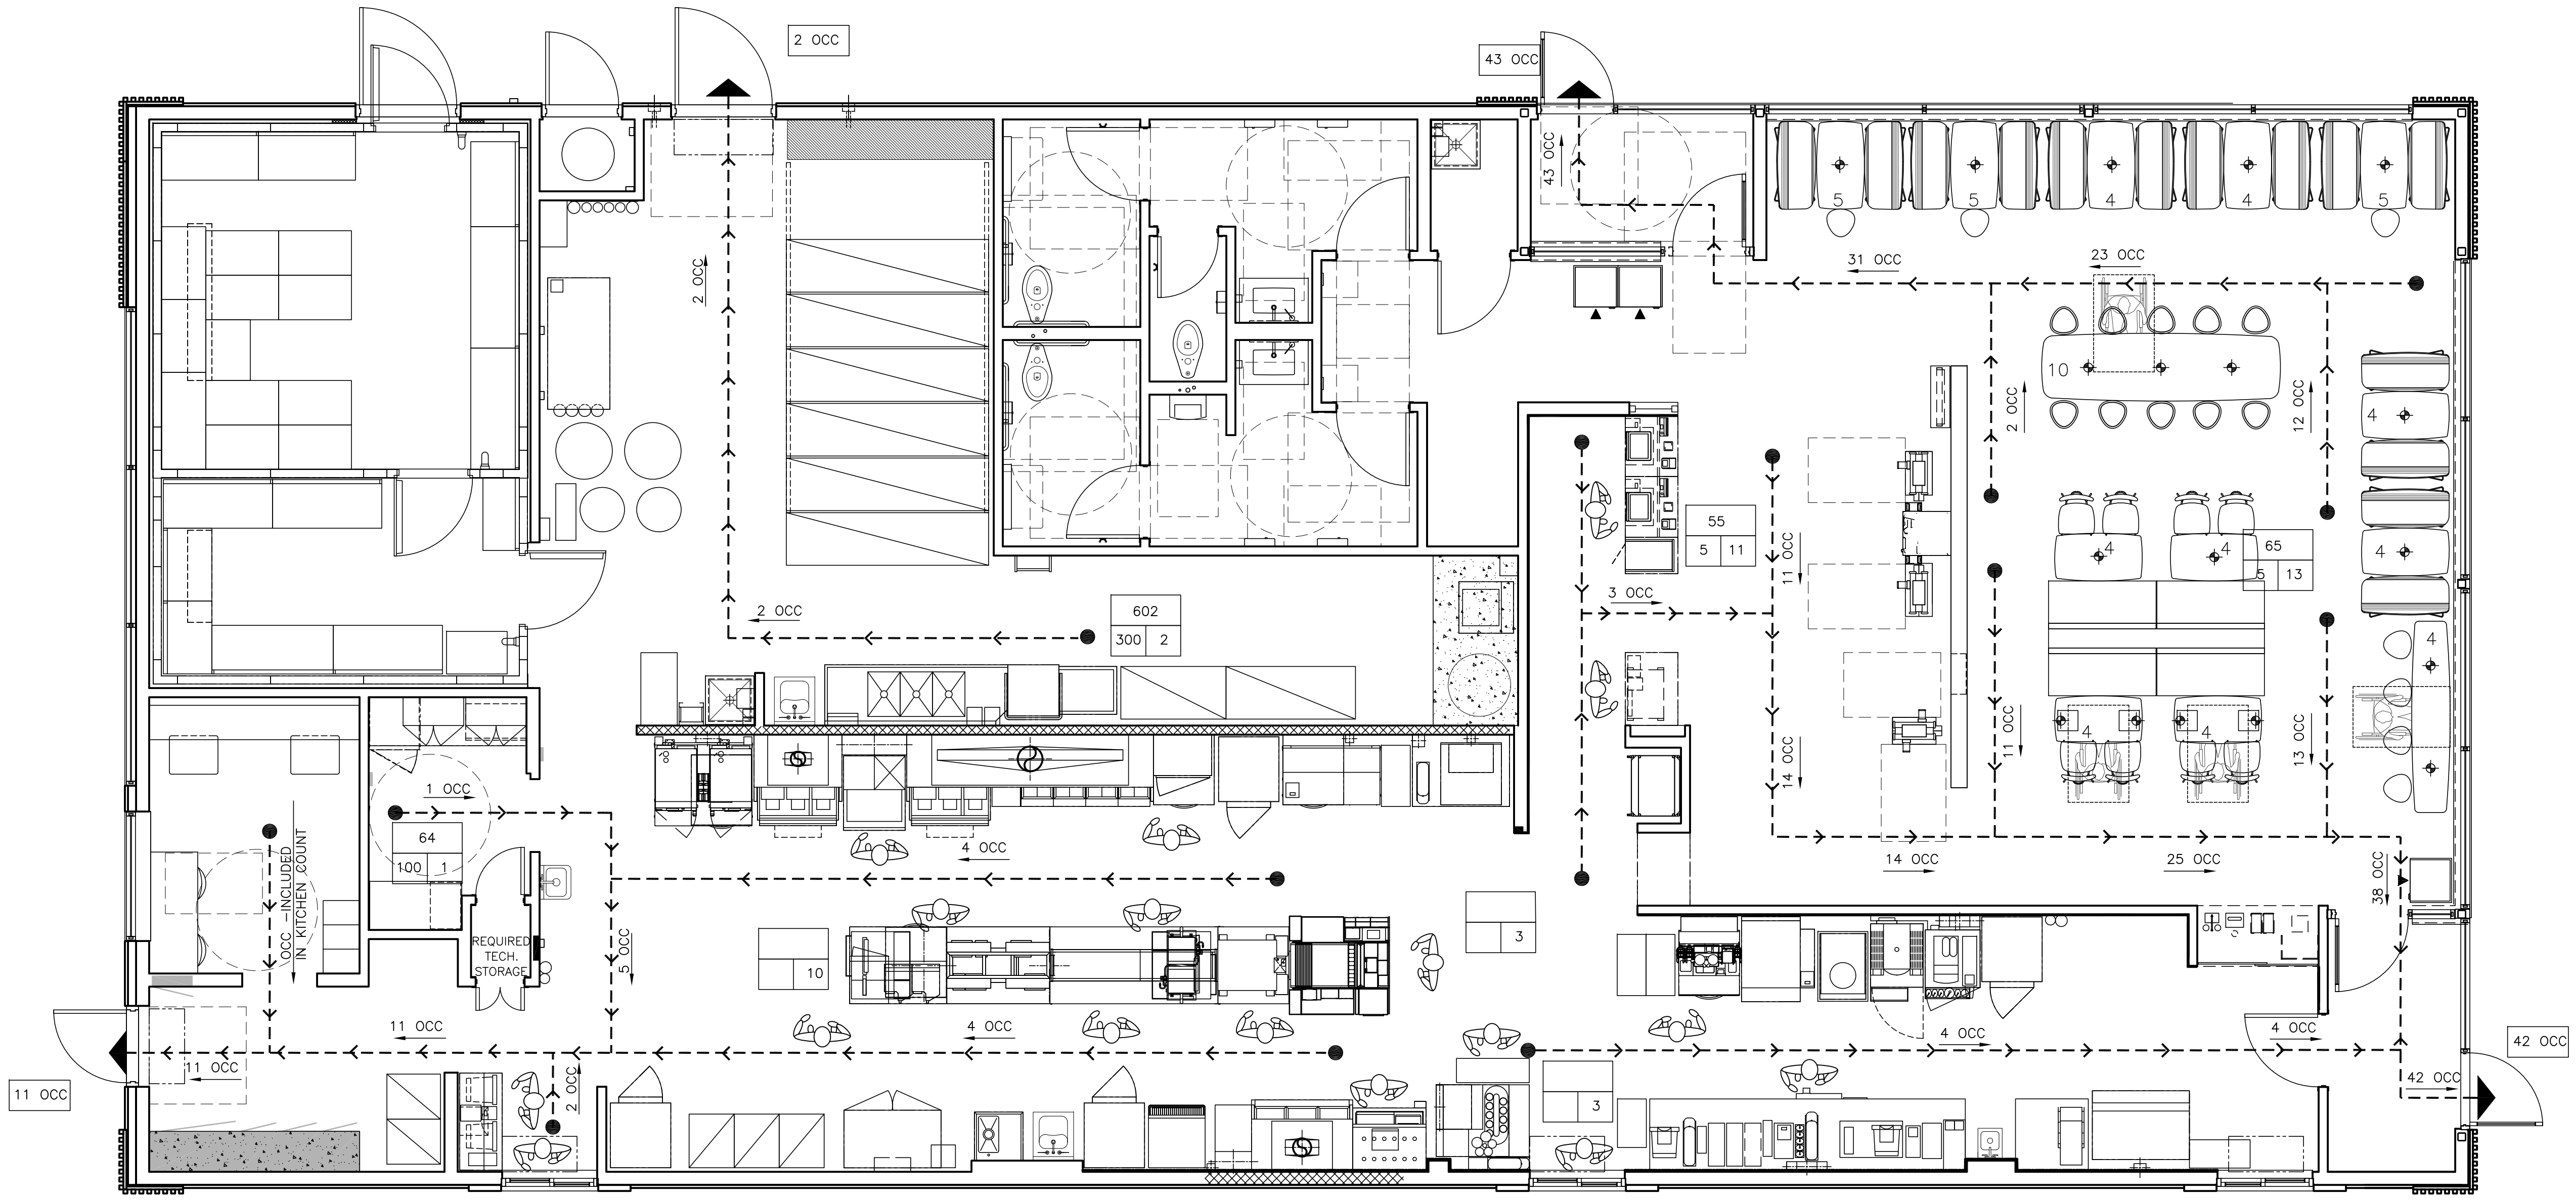 2 OCC
43 OCC
43 OCC
5
5
4
4
5
2 OCC
31 OCC
23 OCC
10
2 OCC
12 OCC
4
4
4
4
65
5 13
55
5 11
11 OCC
3 OCC
2 OCC
602
300 2
4
4
4
4
11 OCC
13 OCC
14 OCC
1 OCC
64
100 1
OCC -INCLUDED
IN KITCHEN COUNT
4 OCC
14 OCC
25 OCC
38 OCC
REQUIRED
TECH.
STORAGE
5 OCC
10
3
11 OCC
4 OCC
4 OCC
4 OCC
42 OCC
11 OCC
11 OCC
2 OCC
3
42 OCC